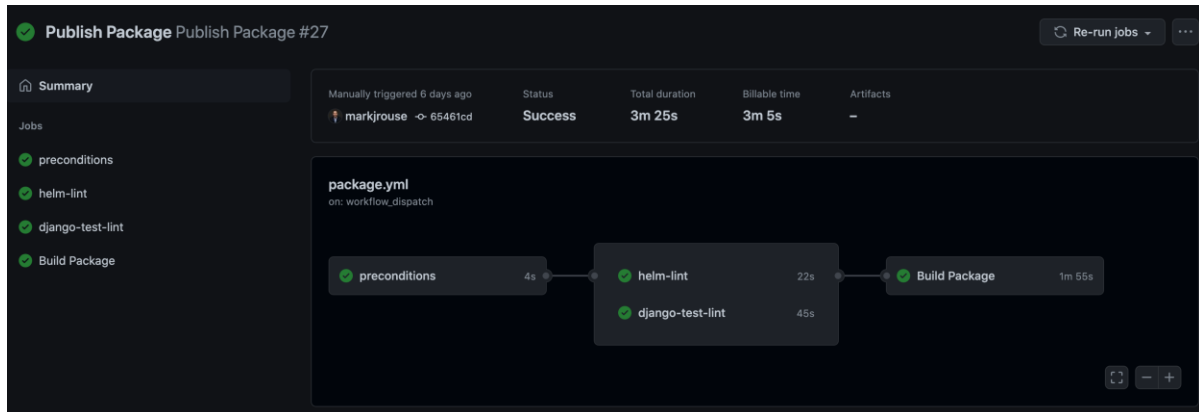 Publish Package Publish Package #27
Re-run jobs
Summary
Jobs
preconditions
helm-lint
django-test-lint
Build Package
Manually triggered 6 days ago
markjrouse 65461cd
Status
Success
Total duration
3m 25s
Billable time
3m 5s
Artifacts
–
package.yml
on: workflow_dispatch
preconditions 4s
helm-lint 22s
django-test-lint 45s
Build Package 1m 55s